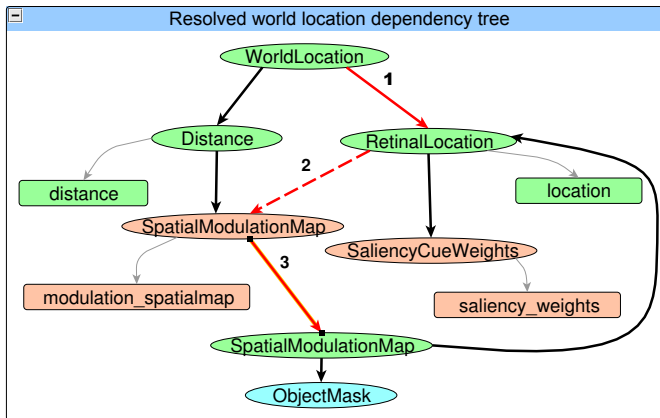 Resolved world location dependency tree
WorldLocation
1
Distance
RetinalLocation
2
distance
location
SpatialModulationMap
SaliencyCueWeights
3
modulation_spatialmap
saliency_weights
SpatialModulationMap
ObjectMask